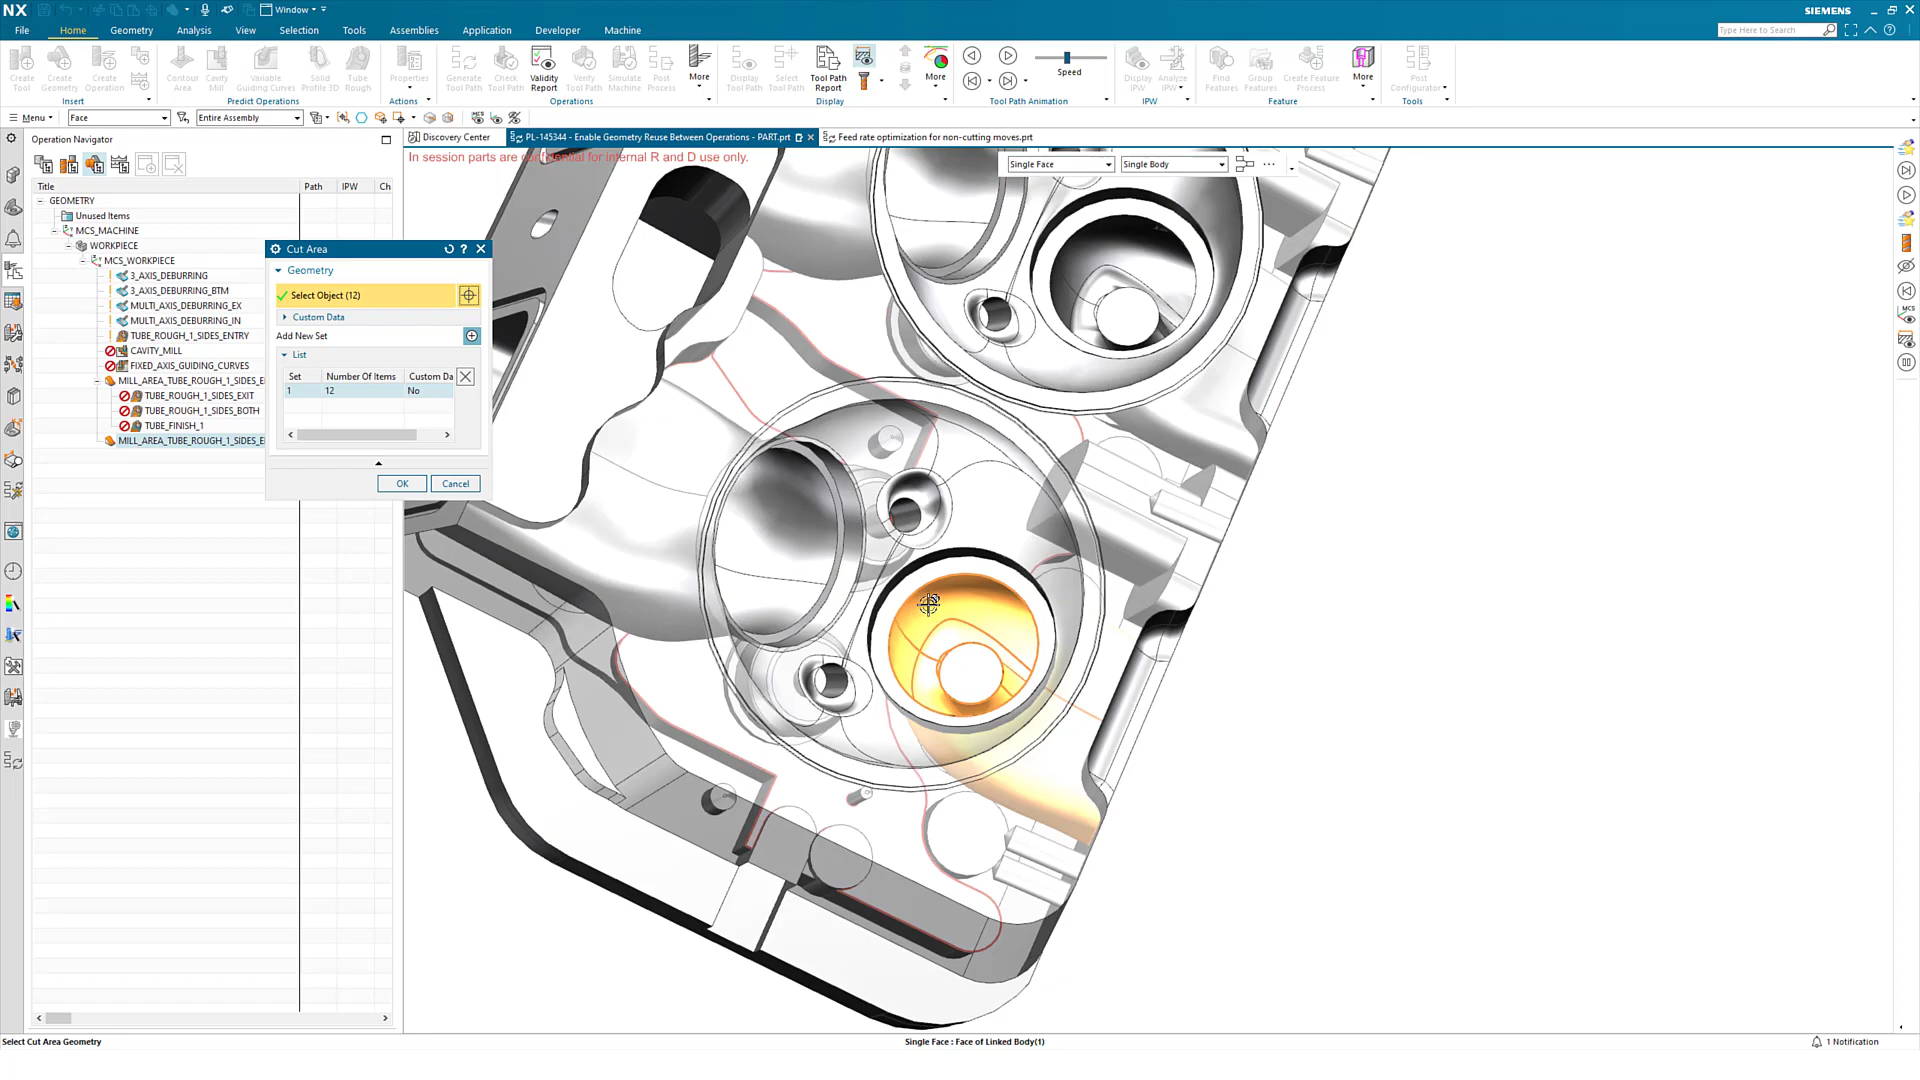 NX
Window
SIEMENS
File
Home
Geometry
Analysis
View
Tools
Selection
Assemblies
Application
Developer
Machine
Type Here to Search
Create Tool
Create Geometry
Create Operation
Contour Area
Cavity Mill
Variable Guiding Curves
Solid Profile 3D
Tube Rough
Properties
Generate Tool Path
Check Tool Path
Validity Report
Verify Tool Path
Simulate Machine
Post Process
More
Display Tool Path
Select Tool Path
Tool Path Report
More
Speed
Display IPW
Analyze IPW
Find Features
Group Features
Create Feature Process
More
Post Configurator
Insert
Predict Operations
Actions
Operations
Display
Tool Path Animation
IPW
Feature
Tools
Menu
Face
Entire Assembly
Operation Navigator
Discovery Center
PL-145344 - Enable Geometry Reuse Between Operations - PART.prt
Feed rate optimization for non-cutting moves.prt
In session parts are confidential for internal R and D use only.
Single Face
Single Body
Title
Path
IPW
Ch
GEOMETRY
Unused Items
MCS_MACHINE
WORKPIECE
MCS_WORKPIECE
3_AXIS_DEBURRING
3_AXIS_DEBURRING_BTM
MULTI_AXIS_DEBURRING_EX
MULTI_AXIS_DEBURRING_IN
TUBE_ROUGH_1_SIDES_ENTRY
CAVITY_MILL
FIXED_AXIS_GUIDING_CURVES
MILL_AREA_TUBE_ROUGH_1_SIDES_E
TUBE_ROUGH_1_SIDES_EXIT
TUBE_ROUGH_1_SIDES_BOTH
TUBE_FINISH_1
MILL_AREA_TUBE_ROUGH_1_SIDES_E
Cut Area
Geometry
Select Object (12)
Custom Data
Add New Set
List
Set
Number Of Items
Custom Da
1
12
No
OK
Cancel
Select Cut Area Geometry
Single Face : Face of Linked Body(1)
1 Notification